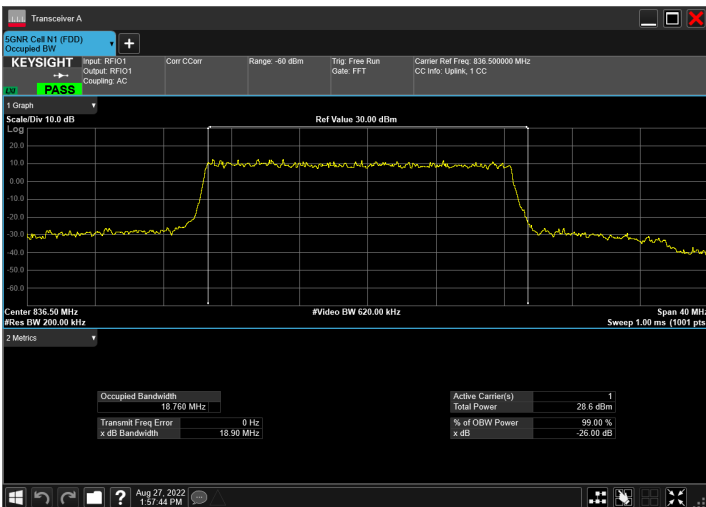 Transceiver A
5GNR Cell N1 (FDD)
Occupied BW
+
KEYSIGHT
LXI
PASS
Input: RFIO1
Output: RFIO1
Coupling: AC
Corr CCorr
Range: -60 dBm
Trig: Free Run
Gate: FFT
Carrier Ref Freq: 836.500000 MHz
CC Info: Uplink, 1 CC
1 Graph
Scale/Div 10.0 dB
Ref Value 30.00 dBm
Log
20.0
10.0
0.00
-10.0
-20.0
-30.0
-40.0
-50.0
-60.0
Center 836.50 MHz
#Video BW 620.00 kHz
Span 40 MHz
#Res BW 200.00 kHz
Sweep 1.00 ms (1001 pts
2 Metrics
Occupied Bandwidth
18.760 MHz
Transmit Freq Error 0 Hz
x dB Bandwidth 18.90 MHz
Active Carrier(s) 1
Total Power 28.6 dBm
% of OBW Power 99.00 %
x dB -26.00 dB
?
Aug 27, 2022
1:57:44 PM